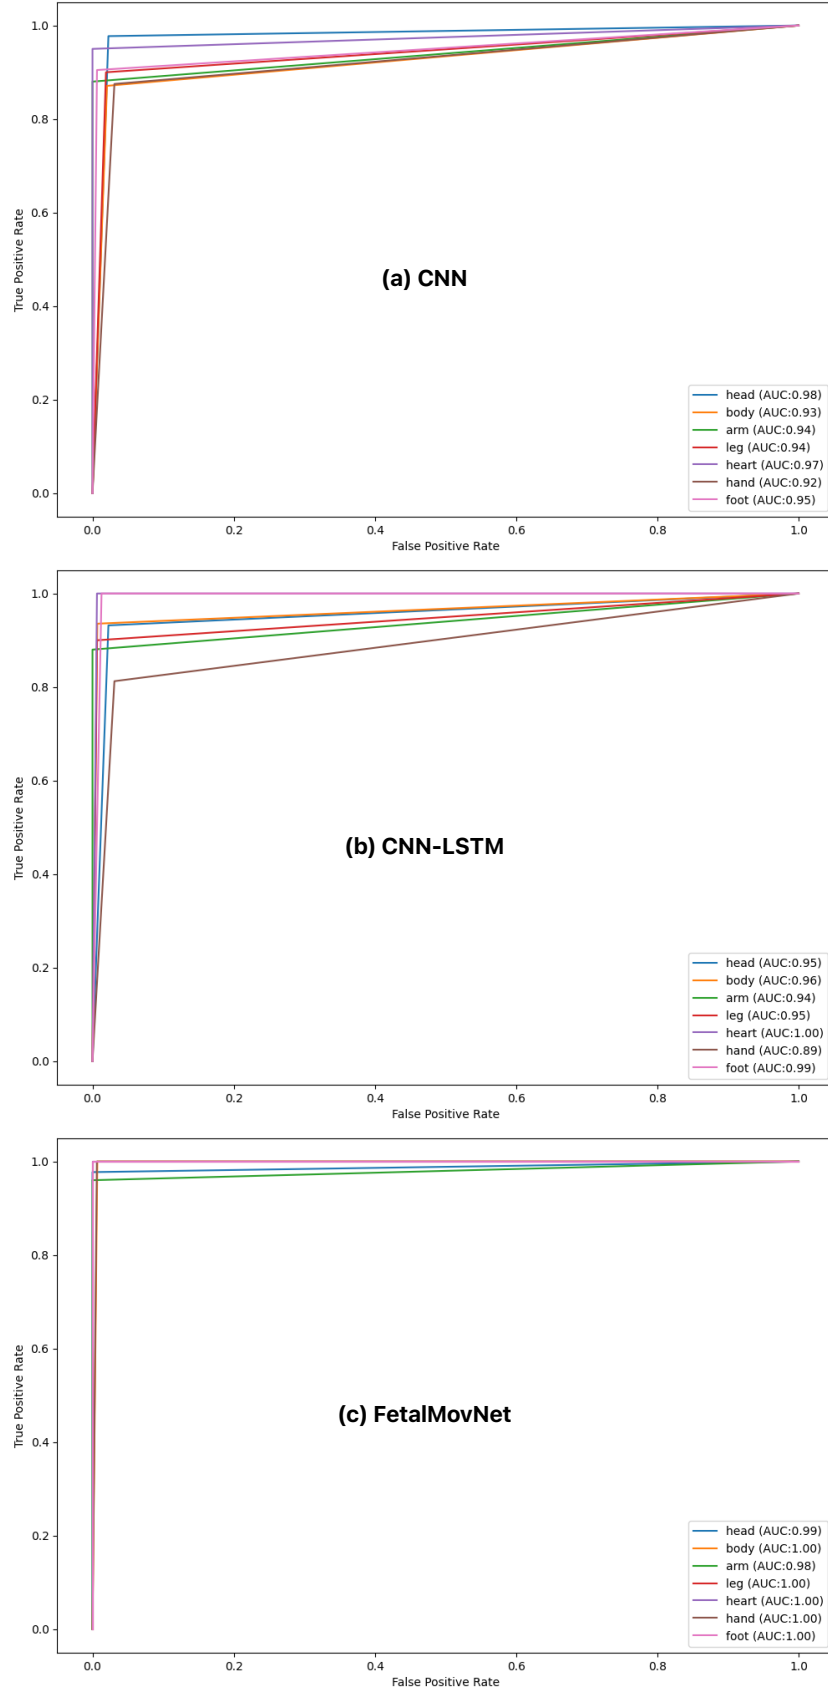 1.0
0.8
0.6
0.4
0.2
0.0
True Positive Rate
(a) CNN
head (AUC:0.98)
body (AUC:0.93)
arm (AUC:0.94)
leg (AUC:0.94)
heart (AUC:0.97)
hand (AUC:0.92)
foot (AUC:0.95)
0.0 0.2 0.4 0.6 0.8 1.0
False Positive Rate
1.0
0.8
0.6
0.4
0.2
0.0
True Positive Rate
(b) CNN-LSTM
head (AUC:0.95)
body (AUC:0.96)
arm (AUC:0.94)
leg (AUC:0.95)
heart (AUC:1.00)
hand (AUC:0.89)
foot (AUC:0.99)
0.0 0.2 0.4 0.6 0.8 1.0
False Positive Rate
1.0
0.8
0.6
0.4
0.2
0.0
True Positive Rate
(c) FetalMovNet
head (AUC:0.99)
body (AUC:1.00)
arm (AUC:0.98)
leg (AUC:1.00)
heart (AUC:1.00)
hand (AUC:1.00)
foot (AUC:1.00)
0.0 0.2 0.4 0.6 0.8 1.0
False Positive Rate